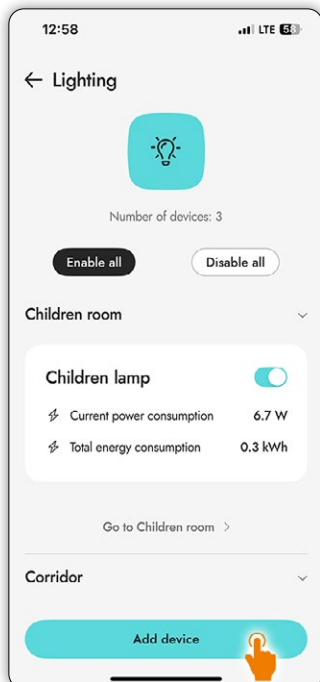 12:58
LTE 58
Lighting
Number of devices: 3
Enable all
Disable all
Children room
Children lamp
Current power consumption 6.7 W
Total energy consumption 0.3 kWh
Go to Children room
Corridor
Add device